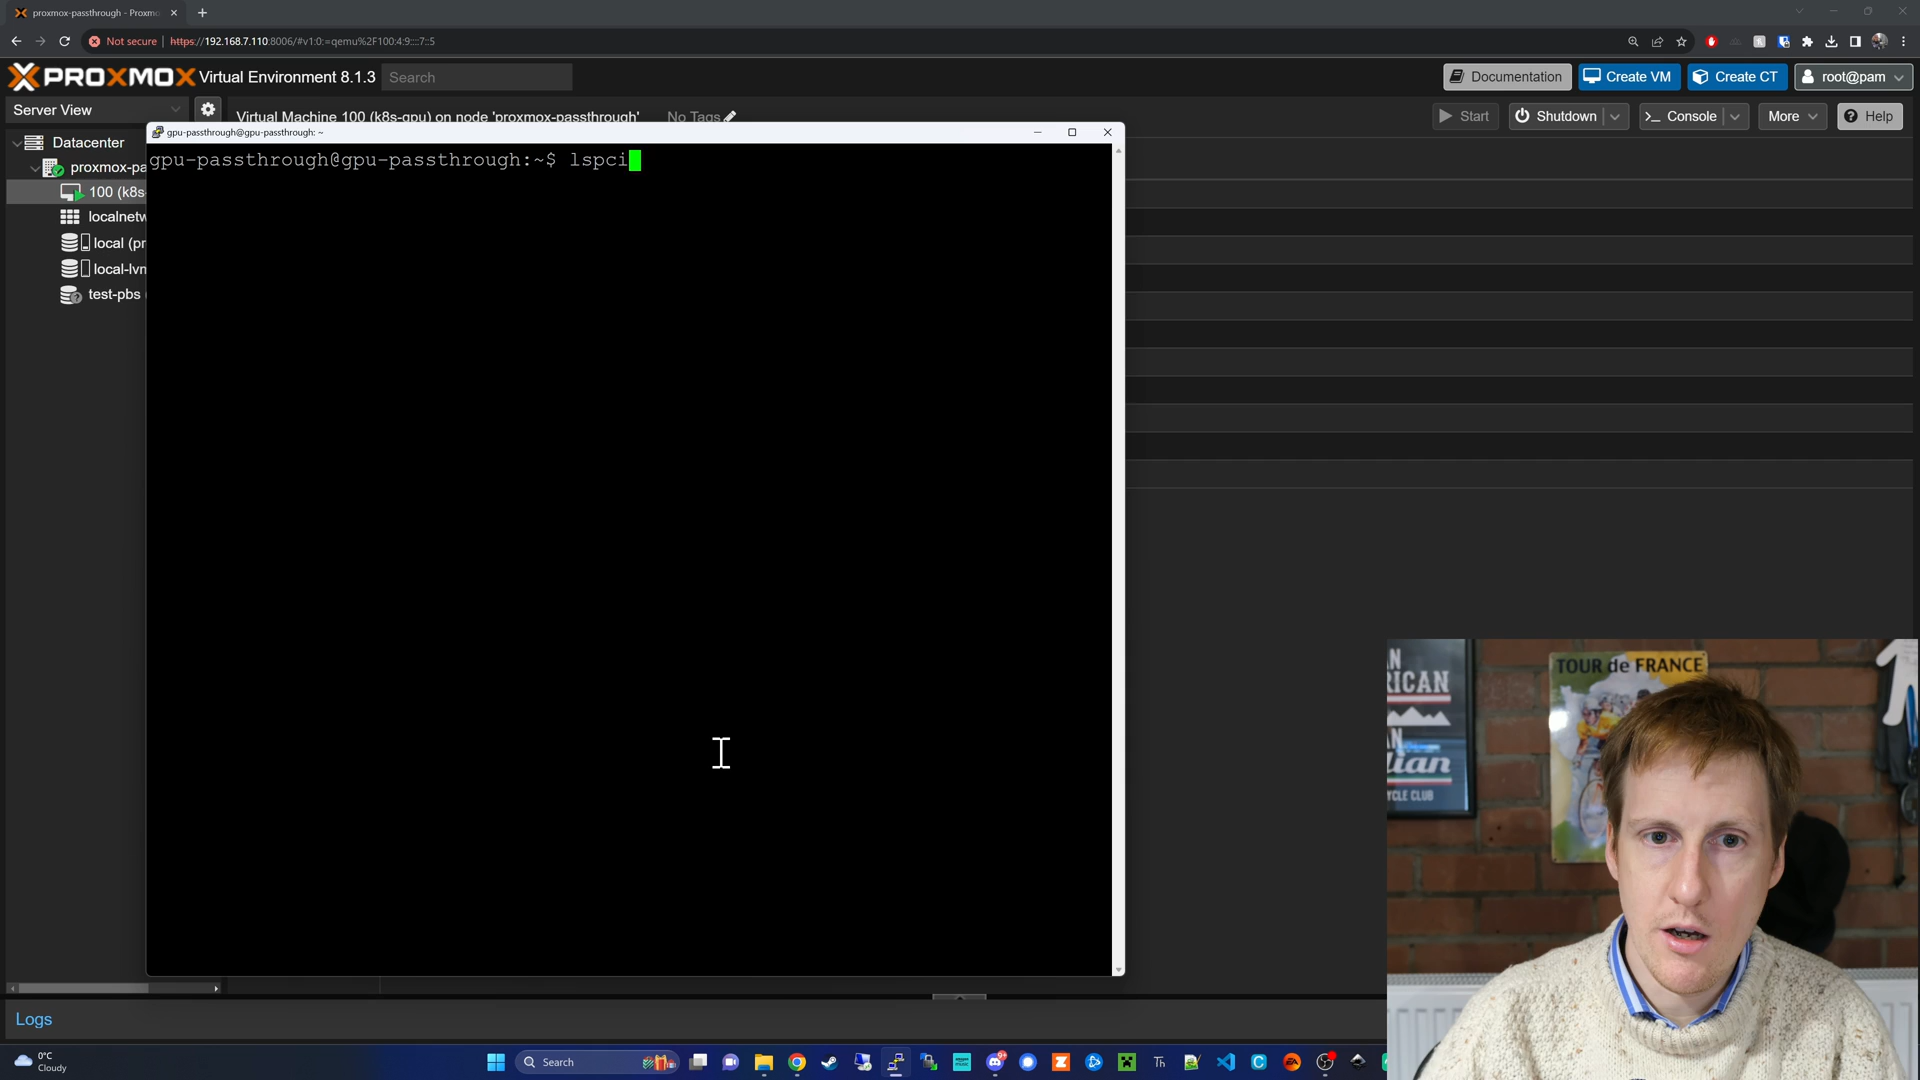 proxmox-passthrough - Proxmo
Not secure https://192.168.7.110:8006/#v1:0:=qemu%2F100:4:9::::7::5
PROXMOX Virtual Environment 8.1.3 Search Documentation Create VM Create CT root@pam
Server View
Virtual Machine 100 (k8s-gpu) on node 'proxmox-passthrough' No Tags Start Shutdown Console More Help
Datacenter
proxmox-pa
100 (k8s-
localnetw
local (pr
local-lvm
test-pbs
gpu-passthrough@gpu-passthrough: ~
gpu-passthrough@gpu-passthrough:~$ lspci
TOUR de FRANCE
RICAN
CYCLE CLUB
Logs
0°C
Cloudy
Search